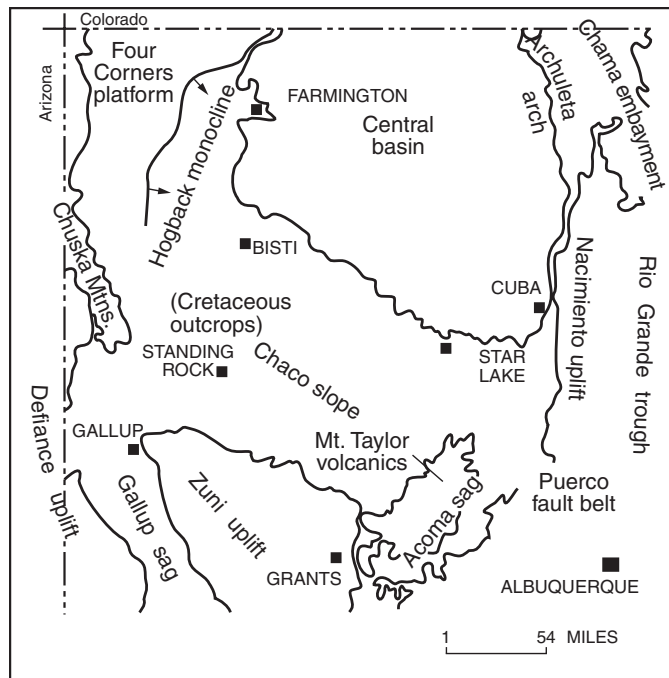 Colorado
Arizona
Four
Corners
platform
Hogback monocline
FARMINGTON
Central
basin
Archuleta
arch
Chama embayment
Chuska Mtns.
BISTI
(Cretaceous
outcrops)
STANDING
ROCK
Chaco slope
CUBA
STAR
LAKE
Nacimiento uplift
Rio Grande trough
Defiance uplift
GALLUP
Gallup sag
Zuni uplift
Mt. Taylor
volcanics
Acoma sag
Puerco
fault belt
GRANTS
ALBUQUERQUE
1 54 MILES